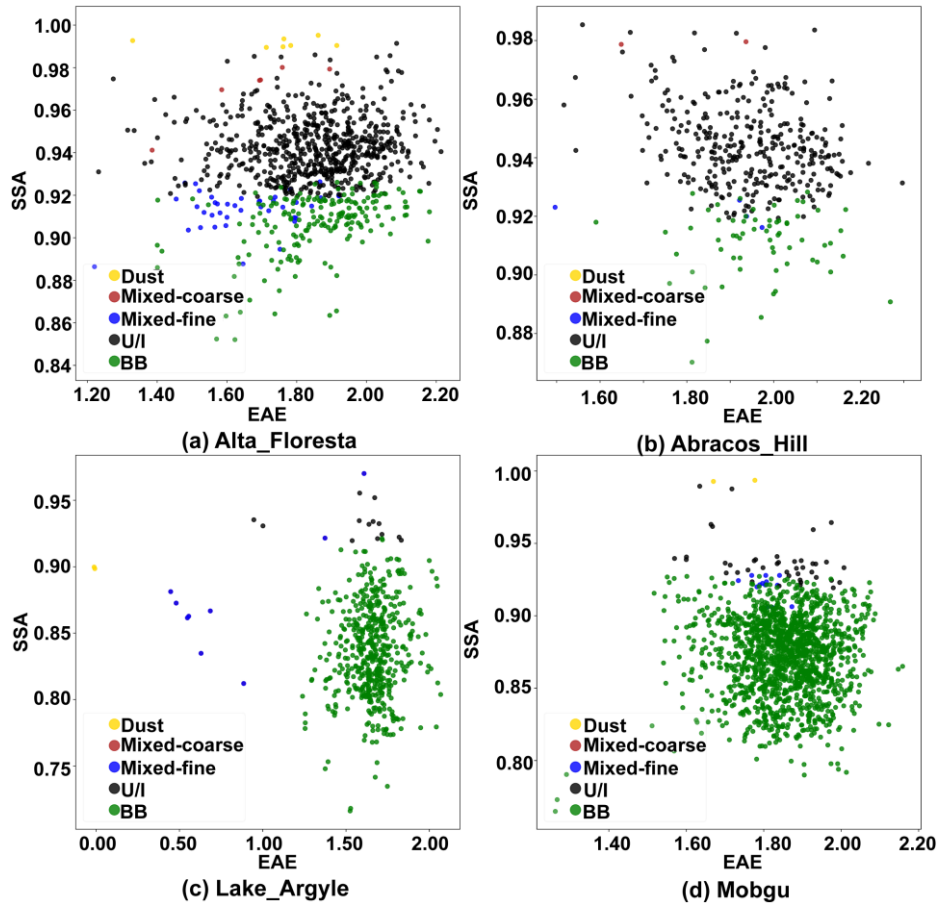 1.00
0.98
0.96
0.94
0.92
0.90
0.88
0.86
0.84
SSA
Dust
Mixed-coarse
Mixed-fine
U/I
BB
1.20 1.40 1.60 1.80 2.00 2.20
EAE
(a) Alta_Floresta
0.98
0.96
0.94
0.92
0.90
0.88
SSA
Dust
Mixed-coarse
Mixed-fine
U/I
BB
1.60 1.80 2.00 2.20
EAE
(b) Abracos_Hill
0.95
0.90
0.85
0.80
0.75
SSA
Dust
Mixed-coarse
Mixed-fine
U/I
BB
0.00 0.50 1.00 1.50 2.00
EAE
(c) Lake_Argyle
1.00
0.95
0.90
0.85
0.80
SSA
Dust
Mixed-coarse
Mixed-fine
U/I
BB
1.40 1.60 1.80 2.00 2.20
EAE
(d) Mobgu